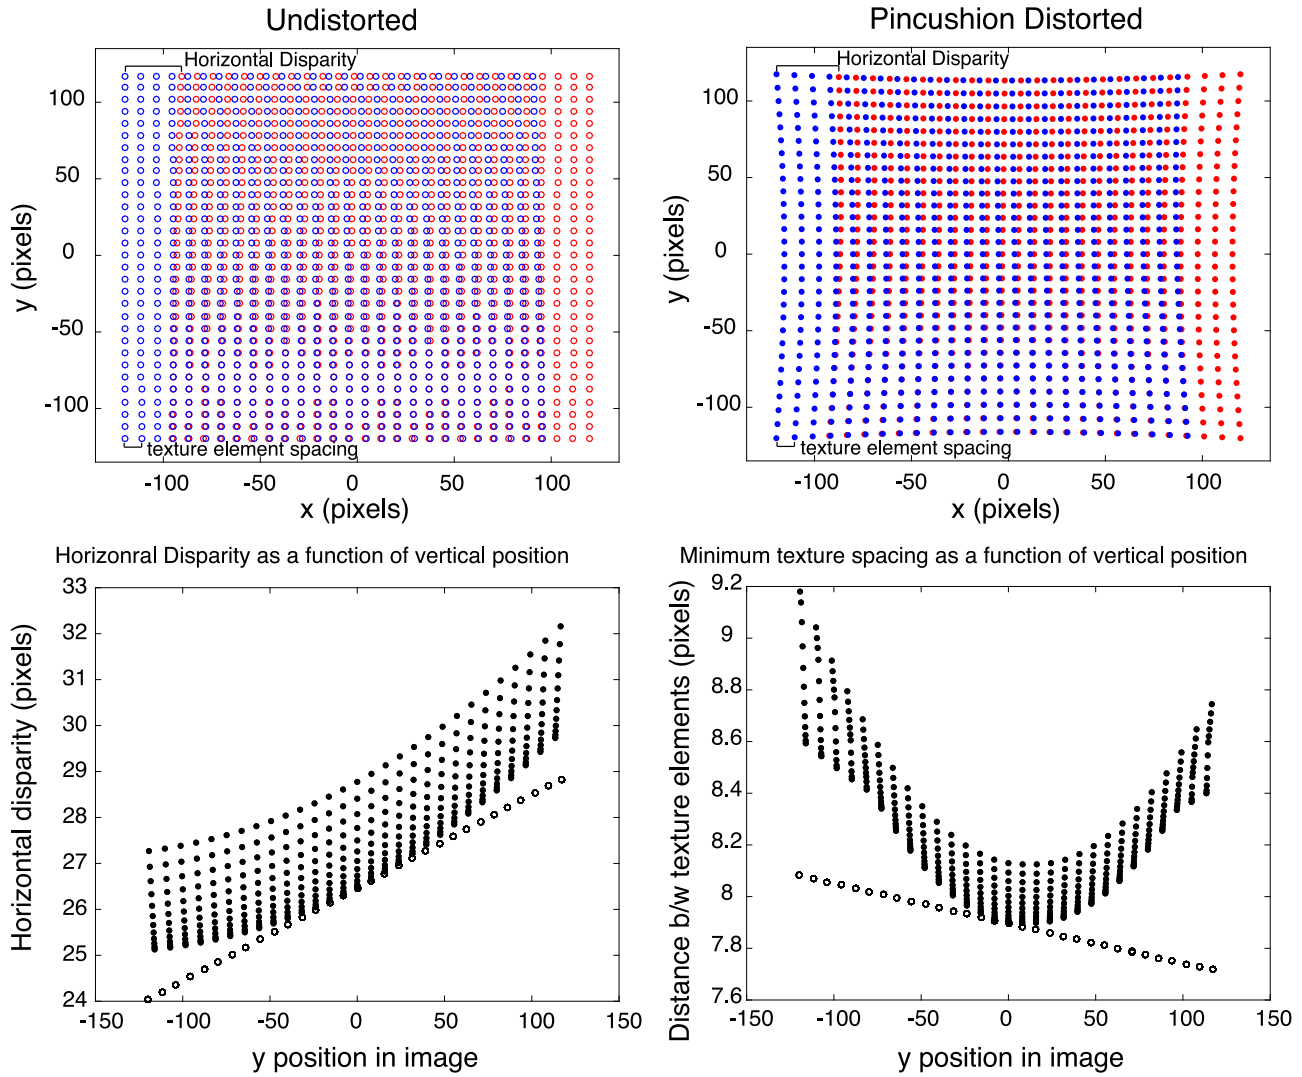 Undistorted
Pincushion Distorted
Horizontal Disparity
Horizontal Disparity
100
50
0
-50
-100
y (pixels)
100
50
0
-50
-100
y (pixels)
texture element spacing
texture element spacing
-100 -50 0 50 100
-100 -50 0 50 100
x (pixels)
x (pixels)
Horizonral Disparity as a function of vertical position
Minimum texture spacing as a function of vertical position
33
32
31
30
29
28
27
26
25
24
Horizontal disparity (pixels)
9.2
9
8.8
8.6
8.4
8.2
8
7.8
7.6
Distance b/w texture elements (pixels)
-150 -100 -50 0 50 100 150
-150 -100 -50 0 50 100 150
y position in image
y position in image